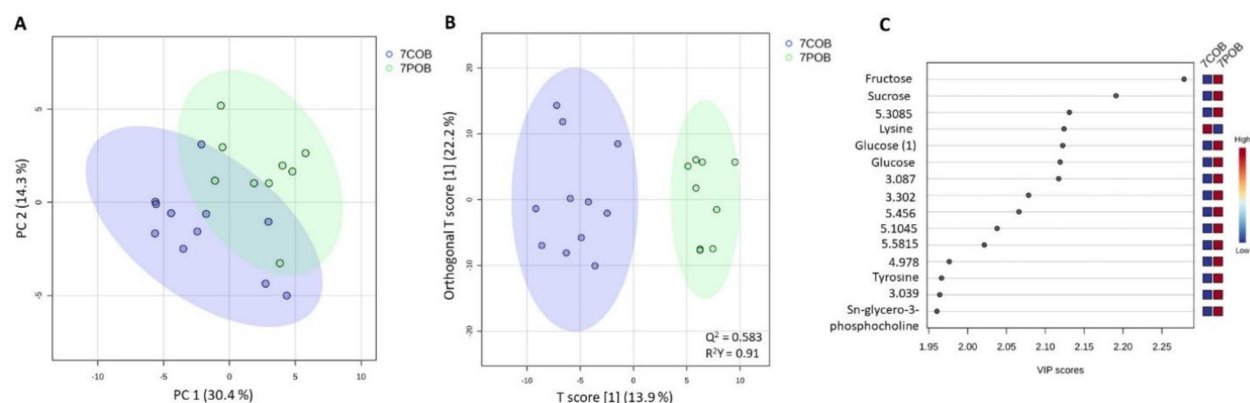 A
7COB
7POB
5
0
-5
-10
-5
0
5
10
PC 2 (14.3 %)
PC 1 (30.4 %)
B
7COB
7POB
20
10
0
-10
-20
-10
-5
0
5
10
Orthogonal T score [1] (22.2 %)
T score [1] (13.9 %)
Q² = 0.583
R²Y = 0.91
C
7COB
7POB
Fructose
Sucrose
5.3085
Lysine
Glucose (1)
Glucose
3.087
3.302
5.456
5.1045
5.5815
4.978
Tyrosine
3.039
Sn-glycero-3-
phosphocholine
1.95
2.00
2.05
2.10
2.15
2.20
2.25
VIP scores
High
Low